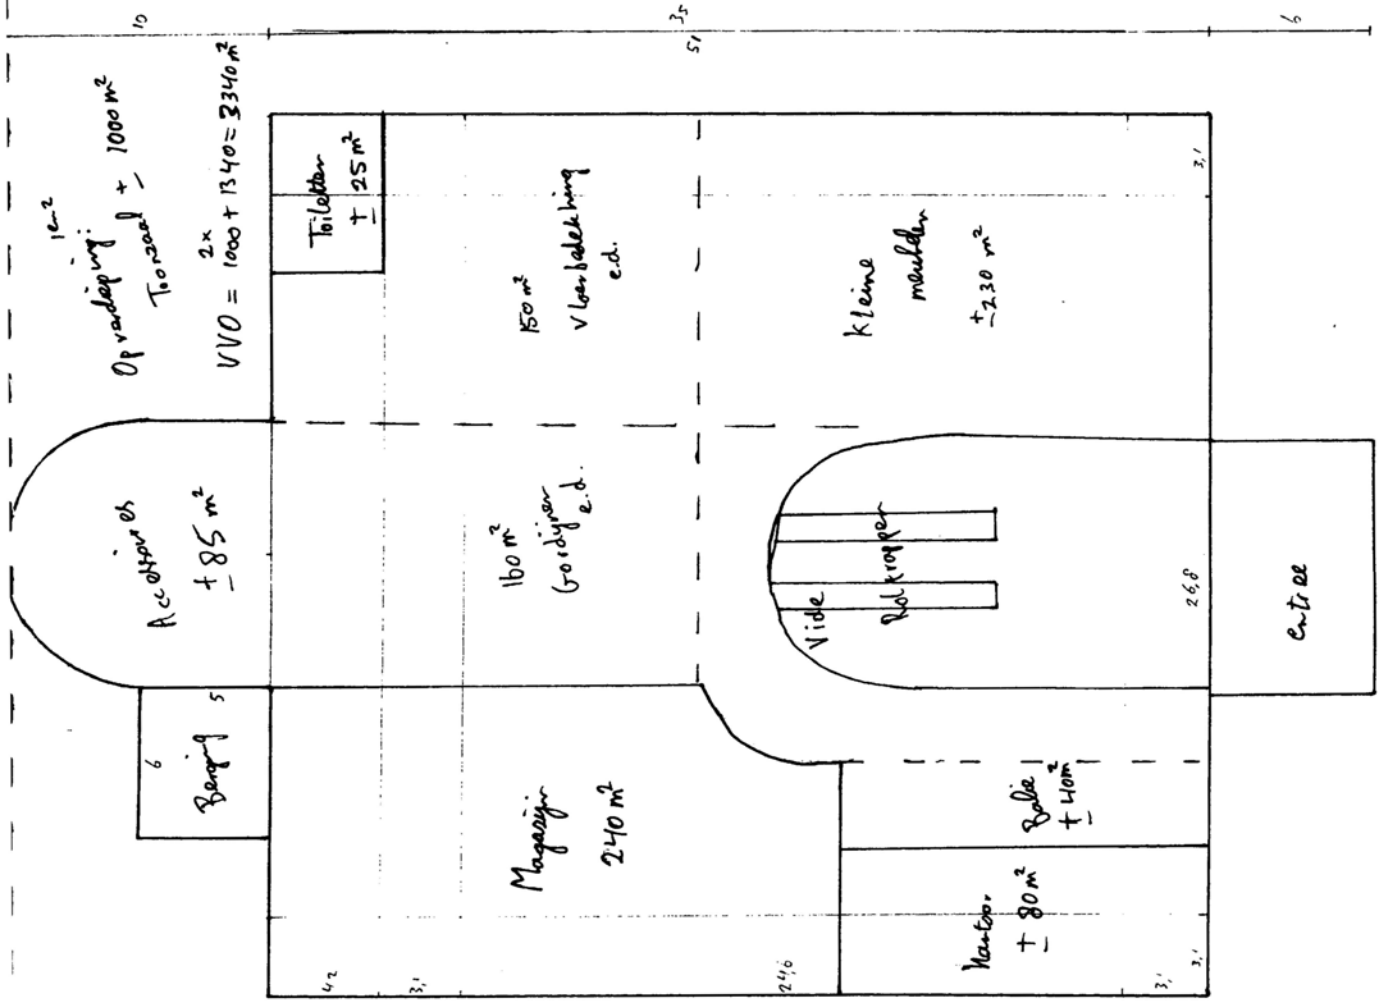 10
35
51
6
1e 2e
Opverdieping:
Toonzaal ± 1000 m²
2x
VVO = 1000 + 1340 = 3340 m²
Toiletten
± 25 m²
150 m²
Vloerbedekking
e.d.
Kleine
meubelen
± 230 m²
3,1
Accessoires
± 85 m²
160 m²
Gordijnen
e.d.
Vide
Roltrappen
26,8
entree
6
5
Berging
Magazijn
240 m²
Balie
± 40 m²
Kantoor
± 80 m²
4,2
3,1
24,6
3,1
3,1